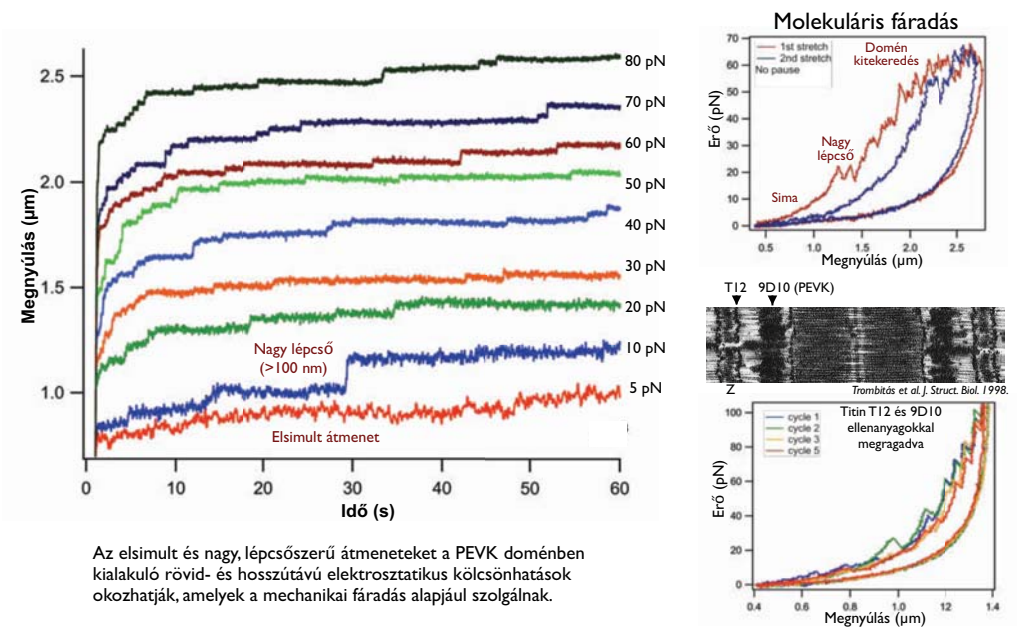 Megnyúlás (µm)
2.5
2.0
1.5
1.0
80 pN
70 pN
60 pN
50 pN
40 pN
30 pN
20 pN
10 pN
5 pN
Nagy lépcső
(>100 nm)
Elsimult átmenet
0
10
20
30
40
50
60
Idő (s)
Az elsimult és nagy, lépcsőszerű átmeneteket a PEVK doménben
kialakuló rövid- és hosszútávú elektrosztatikus kölcsönhatások
okozhatják, amelyek a mechanikai fáradás alapjául szolgálnak.
Molekuláris fáradás
Erő (pN)
70
60
50
40
30
20
10
0
1st stretch
2nd stretch
No pause
Domén
kitekeredés
Nagy
lépcső
Sima
0.5
1.0
1.5
2.0
2.5
Megnyúlás (µm)
T12
9D10 (PEVK)
Z
Trombitás et al. J. Struct. Biol. 1998.
Erő (pN)
100
80
60
40
20
0
cycle 1
cycle 2
cycle 3
cycle 5
Titin T12 és 9D10
ellenanyagokkal
megragadva
0.4
0.6
0.8
1.0
12
1.4
Megnyúlás (µm)